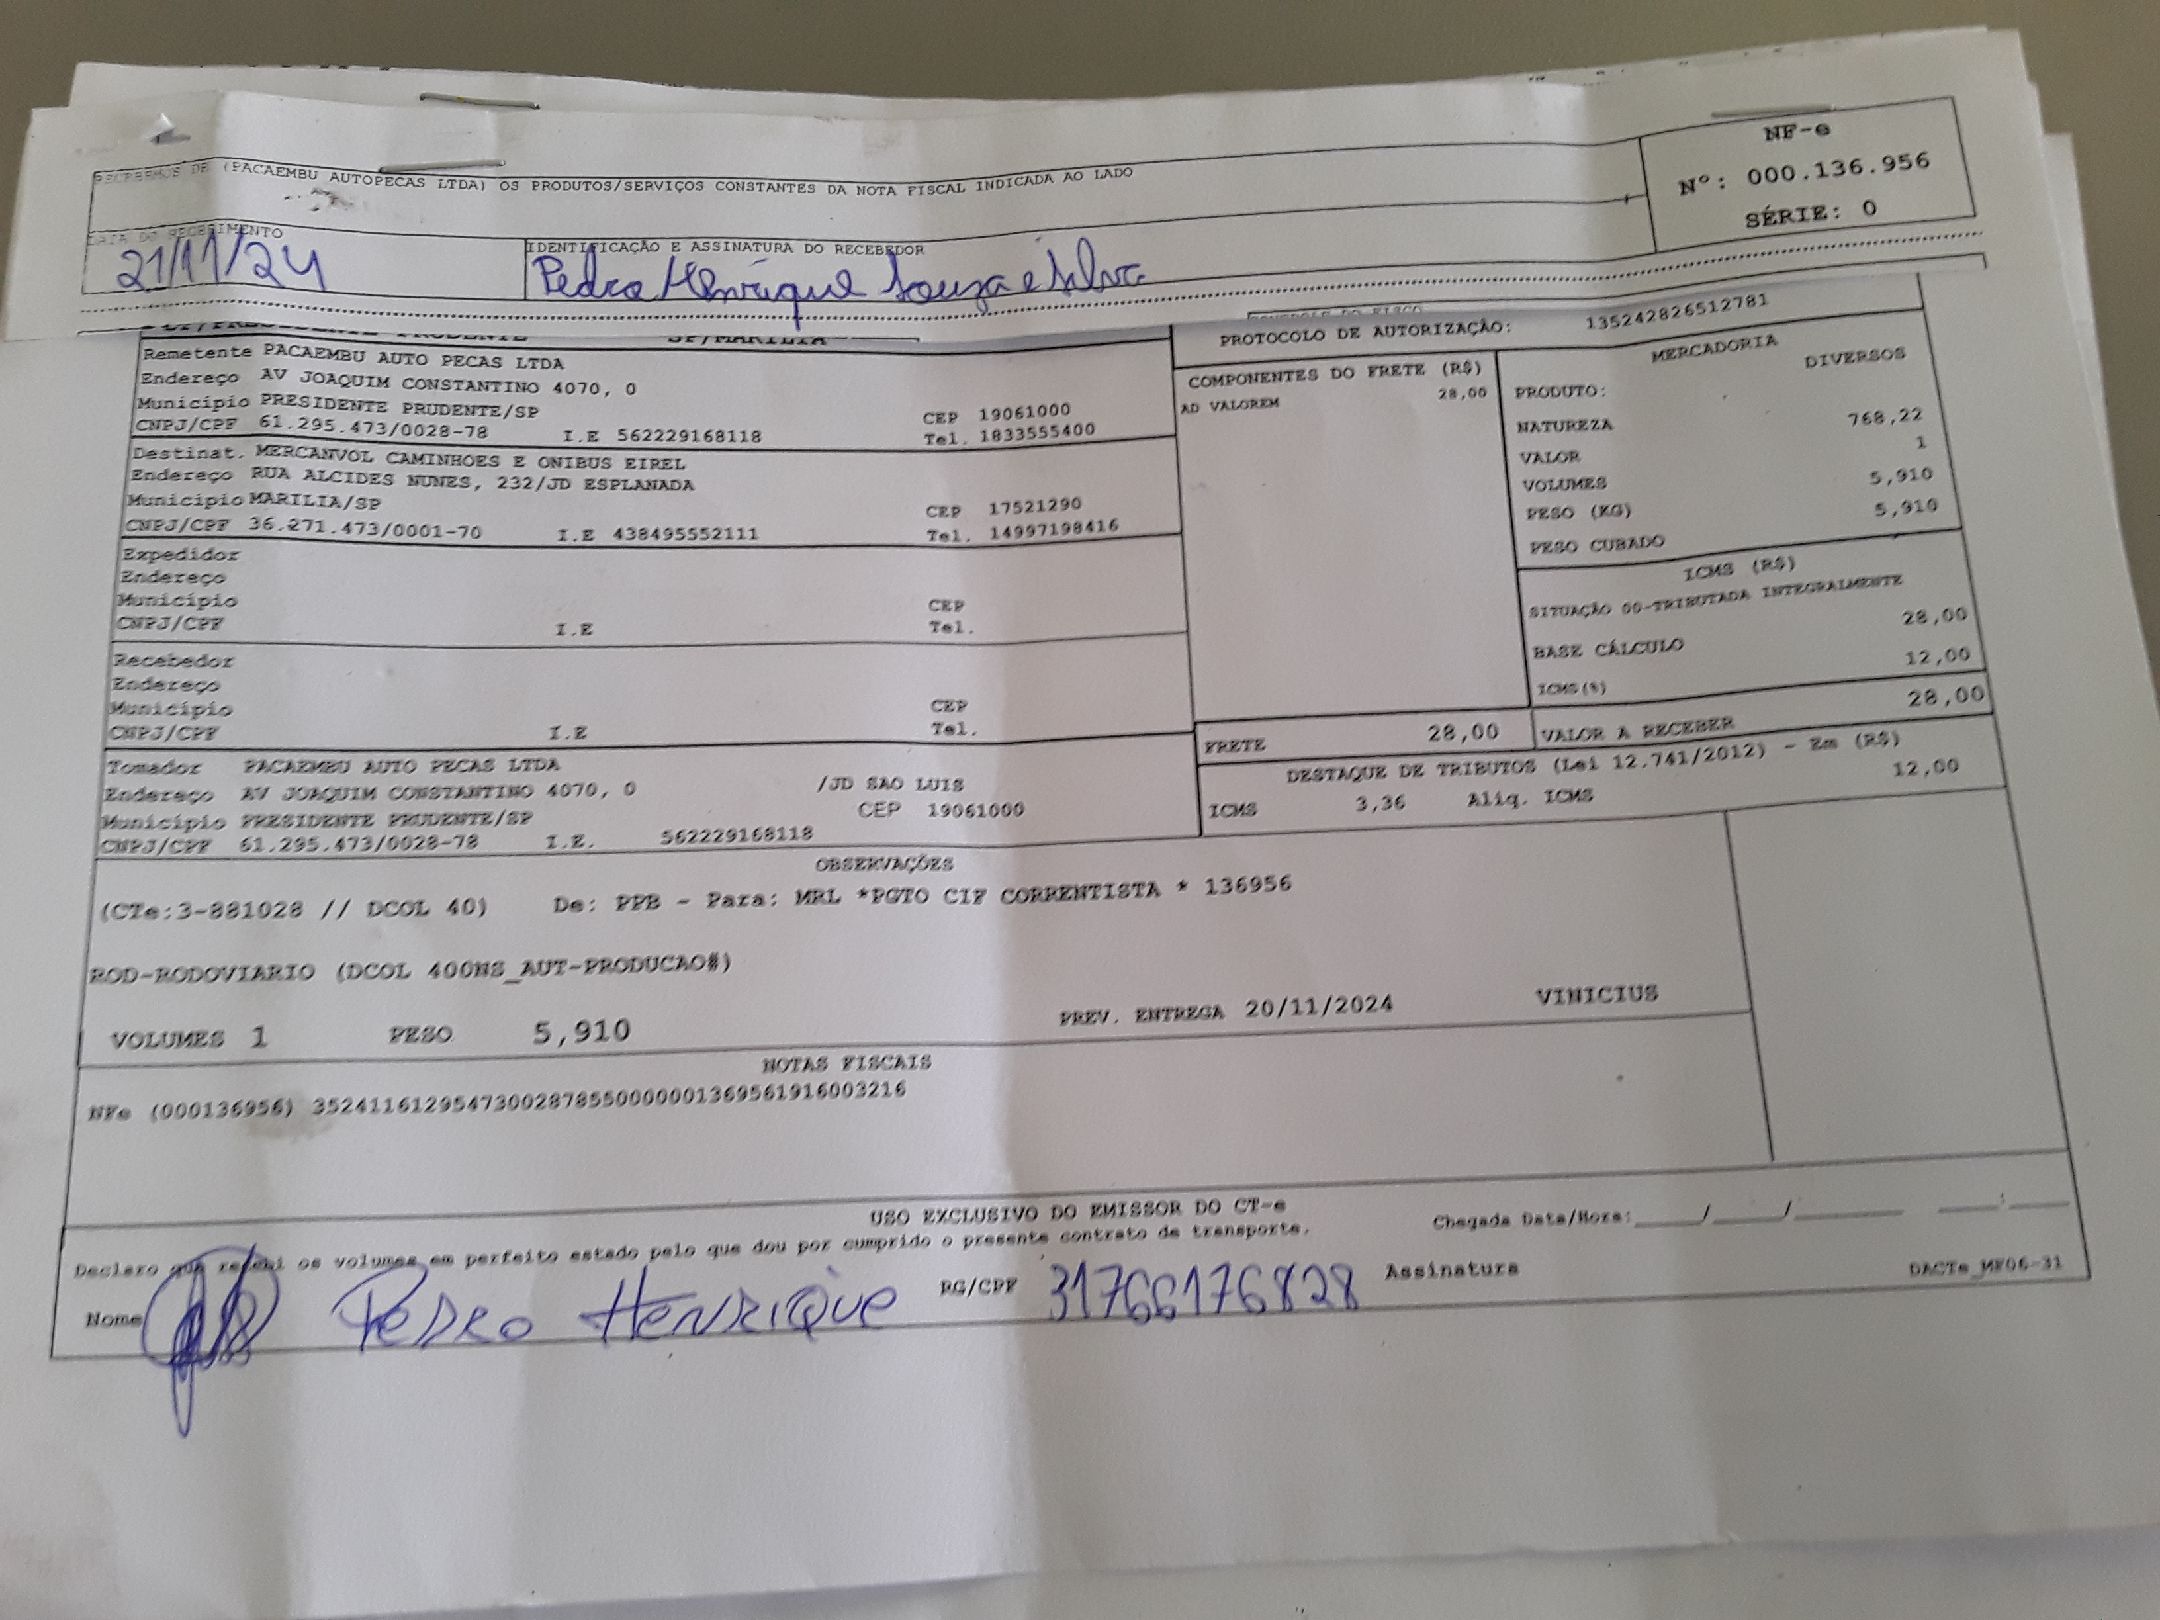 RECEBEMOS DE (PACAEMBU AUTOPECAS LTDA) OS PRODUTOS/SERVIÇOS CONSTANTES DA NOTA FISCAL INDICADA AO LADO
NF-e
Nº: 000.136.956
SÉRIE: 0
DATA DO RECEBIMENTO
21/11/24
IDENTIFICAÇÃO E ASSINATURA DO RECEBEDOR
Pedro Henrique Souza e Silva
SP/PRESIDENTE PRUDENTE SP/MARILIA
Remetente PACAEMBU AUTO PECAS LTDA
Endereço AV JOAQUIM CONSTANTINO 4070, 0
Município PRESIDENTE PRUDENTE/SP CEP 19061000
CNPJ/CPF 61.295.473/0028-78 I.E 562229168118 Tel. 1833555400
Destinat. MERCANVOL CAMINHOES E ONIBUS EIREL
Endereço RUA ALCIDES NUNES, 232/JD ESPLANADA
Município MARILIA/SP CEP 17521290
CNPJ/CPF 36.271.473/0001-70 I.E 438495552111 Tel. 14997198416
Expedidor
Endereço
Município CEP
CNPJ/CPF I.E Tel.
Recebedor
Endereço
Município CEP
CNPJ/CPF I.E Tel.
Tomador PACAEMBU AUTO PECAS LTDA
Endereço AV JOAQUIM CONSTANTINO 4070, 0 /JD SAO LUIS
Município PRESIDENTE PRUDENTE/SP CEP 19061000
CNPJ/CPF 61.295.473/0028-78 I.E. 562229168118
PROTOCOLO DE AUTORIZAÇÃO: 135242826512781
COMPONENTES DO FRETE (R$)
AD VALOREM 28,00
MERCADORIA
DIVERSOS
PRODUTO:
NATUREZA
768,22
VALOR
1
VOLUMES
5,910
PESO (KG)
5,910
PESO CUBADO
ICMS (R$)
SITUAÇÃO 00-TRIBUTADA INTEGRALMENTE
28,00
BASE CÁLCULO
12,00
ICMS(%)
FRETE 28,00
VALOR A RECEBER 28,00
DESTAQUE DE TRIBUTOS (Lei 12.741/2012) - Em (R$)
ICMS 3,36 Aliq. ICMS 12,00
OBSERVAÇÕES
(CTe:3-881028 // DCOL 40) De: PPB - Para: MRL *PGTO CIF CORRENTISTA * 136956
ROD-RODOVIARIO (DCOL 400NS_AUT-PRODUCAO#)
VOLUMES 1 PESO 5,910 PREV. ENTREGA 20/11/2024 VINICIUS
NOTAS FISCAIS
NFe (000136956) 35241161295473002878550000001369561916003216
USO EXCLUSIVO DO EMISSOR DO CT-e
Declaro que recebi os volumes em perfeito estado pelo que dou por cumprido o presente contrato de transporte. Chegada Data/Hora: ____/____/________ ____:____
Nome Pedro Henrique RG/CPF 31766176828 Assinatura
DACTe_MF06-31